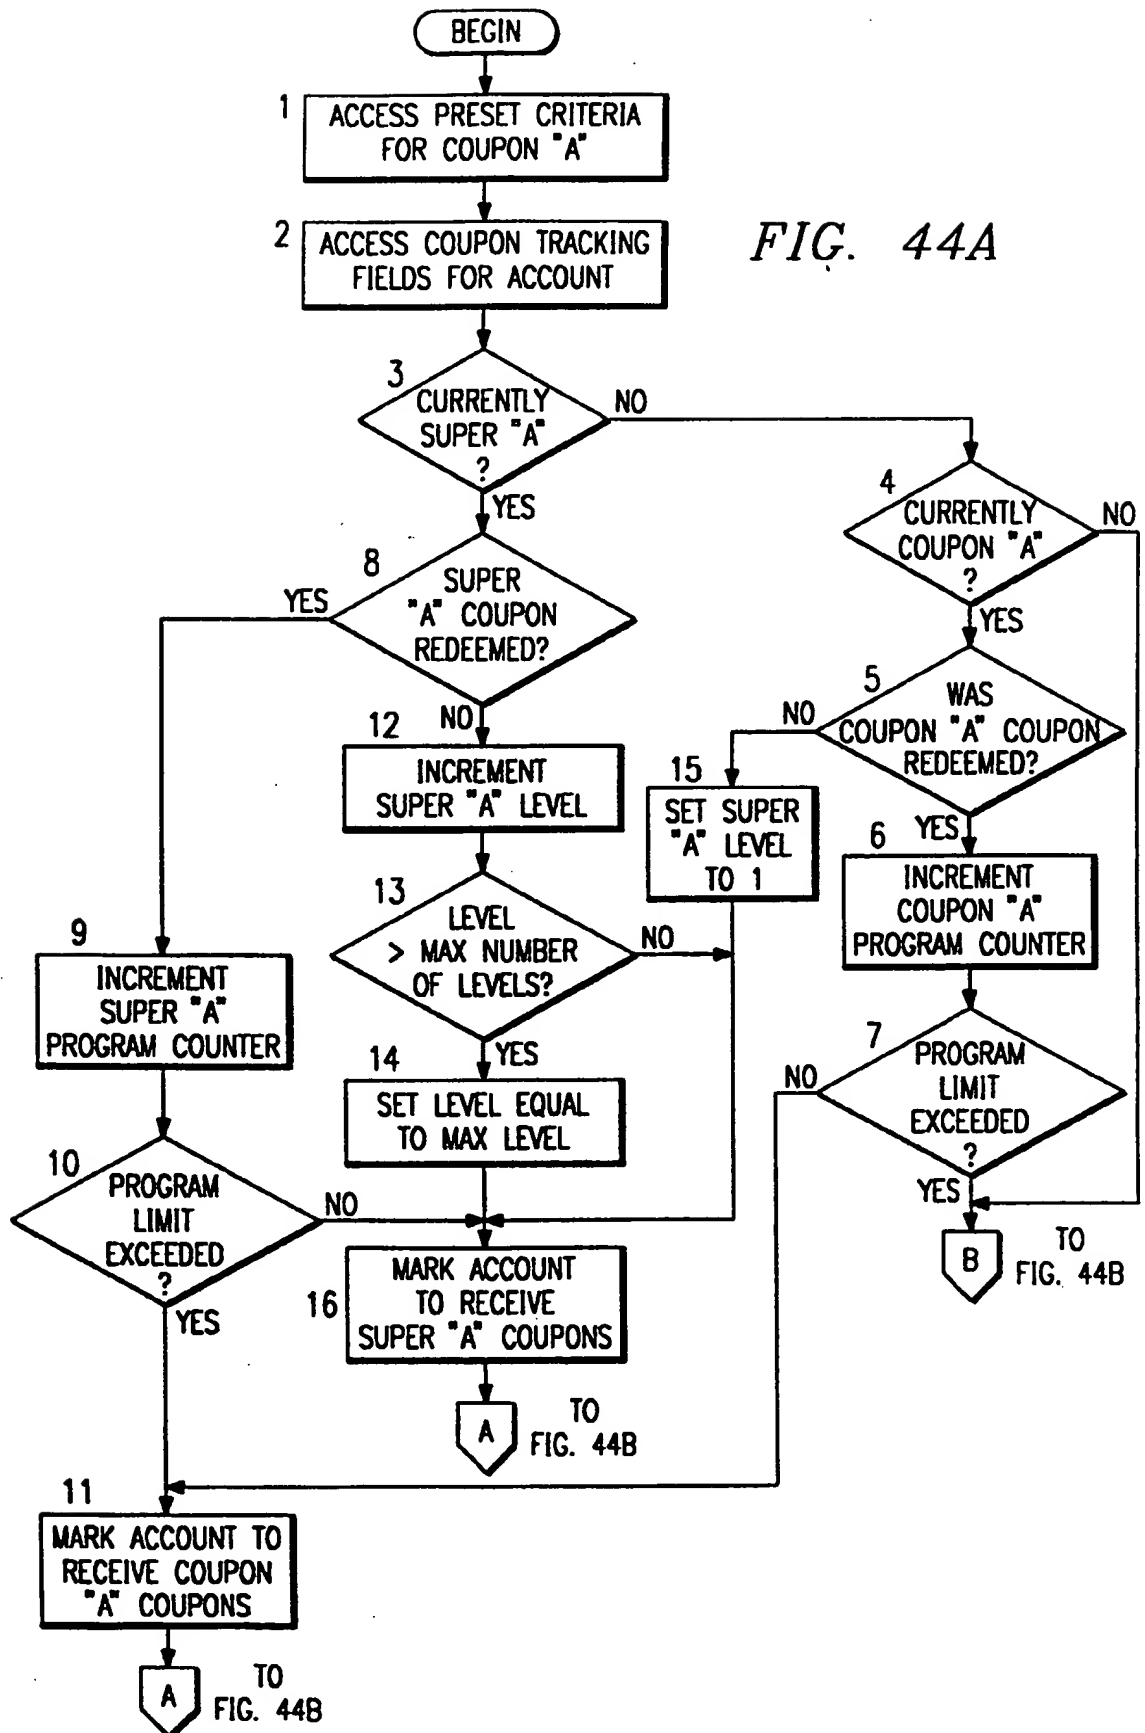 BEGIN
1
ACCESS PRESET CRITERIA
FOR COUPON "A"
2
ACCESS COUPON TRACKING
FIELDS FOR ACCOUNT
FIG. 44A
3
CURRENTLY
SUPER "A"
?
NO
YES
4
CURRENTLY
COUPON "A"
?
NO
YES
8
SUPER
"A" COUPON
REDEEMED?
YES
NO
5
WAS
COUPON "A" COUPON
REDEEMED?
NO
YES
12
INCREMENT
SUPER "A" LEVEL
15
SET SUPER
"A" LEVEL
TO 1
6
INCREMENT
COUPON "A"
PROGRAM COUNTER
13
LEVEL
> MAX NUMBER
OF LEVELS?
NO
YES
9
INCREMENT
SUPER "A"
PROGRAM COUNTER
7
PROGRAM
LIMIT
EXCEEDED
?
NO
YES
14
SET LEVEL EQUAL
TO MAX LEVEL
10
PROGRAM
LIMIT
EXCEEDED
?
NO
YES
B
TO
FIG. 44B
16
MARK ACCOUNT
TO RECEIVE
SUPER "A" COUPONS
A
TO
FIG. 44B
11
MARK ACCOUNT TO
RECEIVE COUPON
"A" COUPONS
A
TO
FIG. 44B